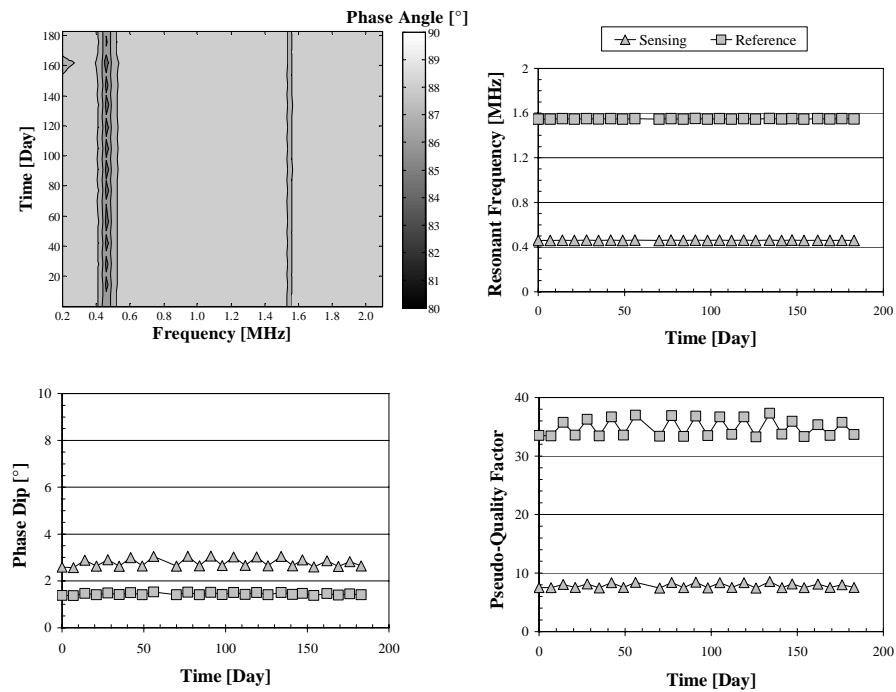 Phase Angle [°]
180
160
140
120
100
80
60
40
20
Time [Day]
0.2 0.4 0.6 0.8 1.0 1.2 1.4 1.6 1.8 2.0
Frequency [MHz]
90
89
88
87
86
85
84
83
82
81
80
Sensing Reference
2
1.6
1.2
0.8
0.4
0
Resonant Frequency [MHz]
0 50 100 150 200
Time [Day]
10
8
6
4
2
0
Phase Dip [°]
0 50 100 150 200
Time [Day]
40
30
20
10
0
Pseudo-Quality Factor
0 50 100 150 200
Time [Day]